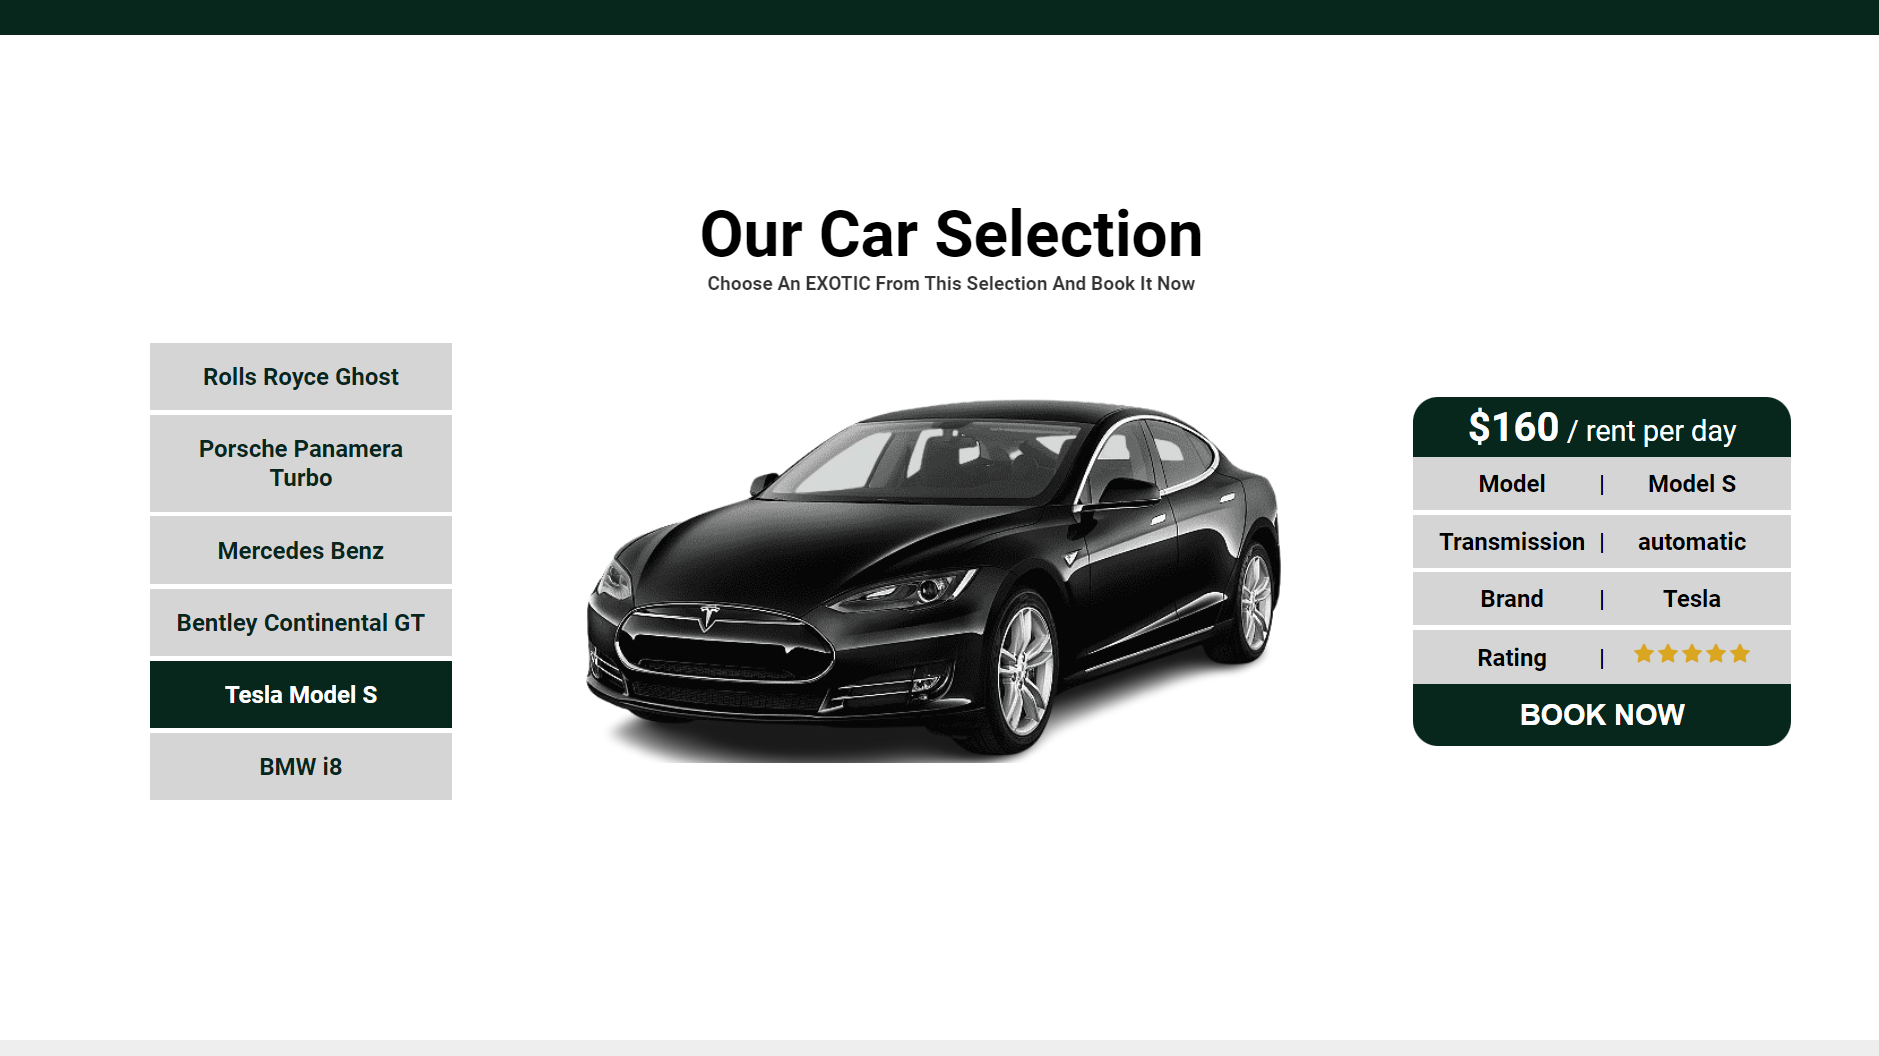 Our Car Selection
Choose An EXOTIC From This Selection And Book It Now
Rolls Royce Ghost
Porsche Panamera
Turbo
Mercedes Benz
Bentley Continental GT
Tesla Model S
BMW i8
$160 / rent per day
Model | Model S
Transmission | automatic
Brand | Tesla
Rating |
BOOK NOW